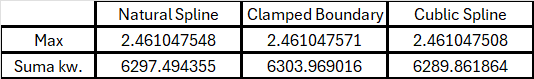 Natural Spline Clamped Boundary Cublic Spline
Max 2.461047548 2.461047571 2.461047508
Suma kw. 6297.494355 6303.969016 6289.861864